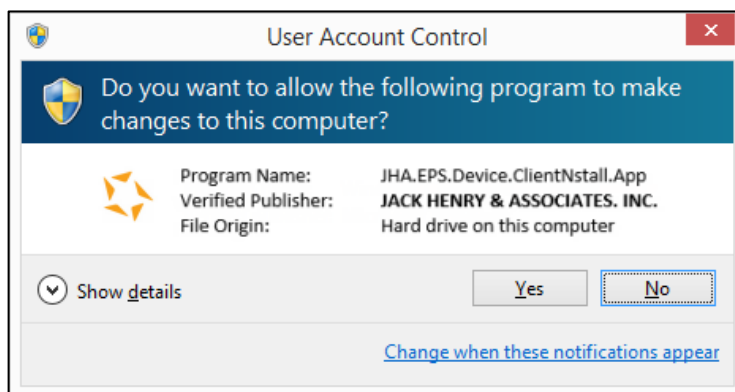 User Account Control
Do you want to allow the following program to make
changes to this computer?
Program Name: JHA.EPS.Device.ClientNstall.App
Verified Publisher: JACK HENRY & ASSOCIATES. INC.
File Origin: Hard drive on this computer
Show details Yes No
Change when these notifications appear